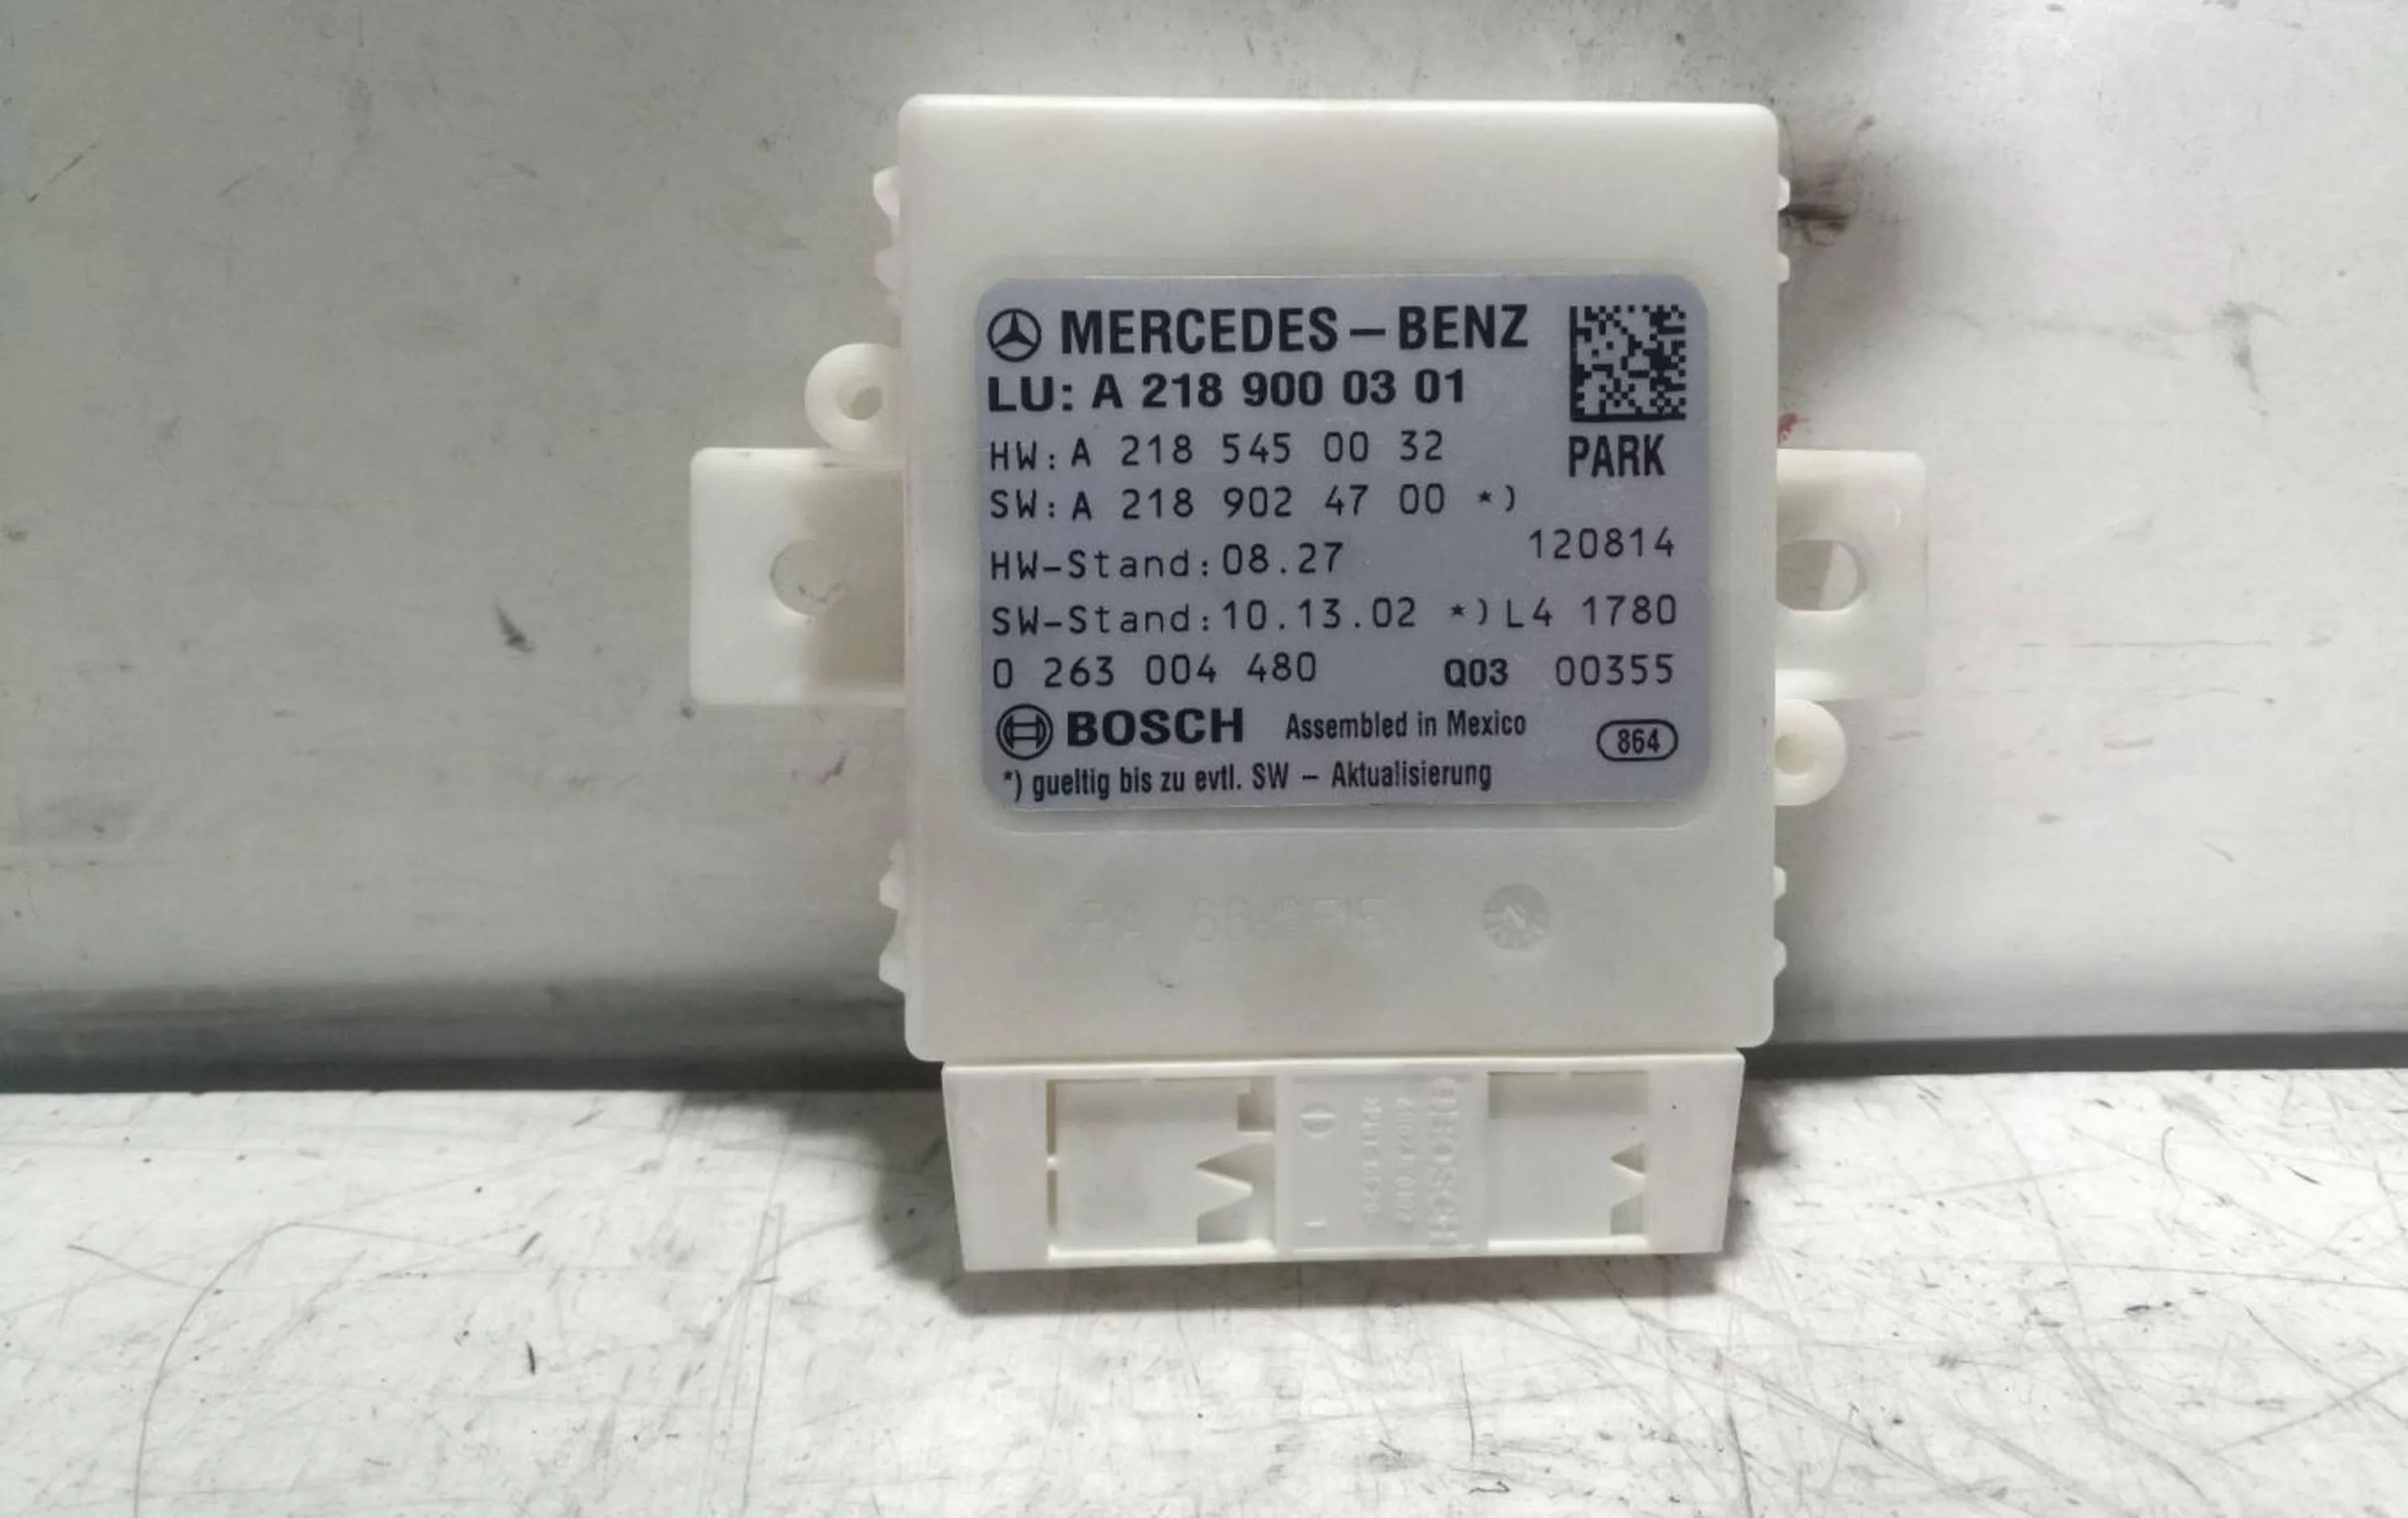 MERCEDES – BENZ
LU: A 218 900 03 01
HW: A 218 545 00 32
PARK
SW: A 218 902 47 00 *)
HW-Stand: 08.27
120814
SW-Stand: 10.13.02 *) L4 1780
0 263 004 480 Q03 00355
BOSCH Assembled in Mexico 864
*) gueltig bis zu evtl. SW – Aktualisierung
BOSCH
1